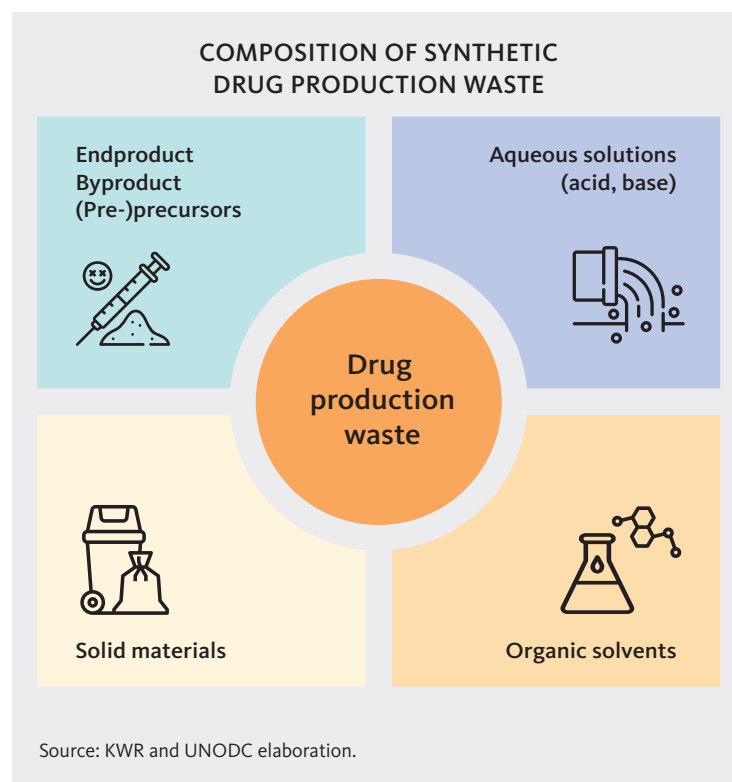 COMPOSITION OF SYNTHETIC
DRUG PRODUCTION WASTE
Endproduct
Byproduct
(Pre-)precursors
Aqueous solutions
(acid, base)
Drug
production
waste
Solid materials
Organic solvents
Source: KWR and UNODC elaboration.